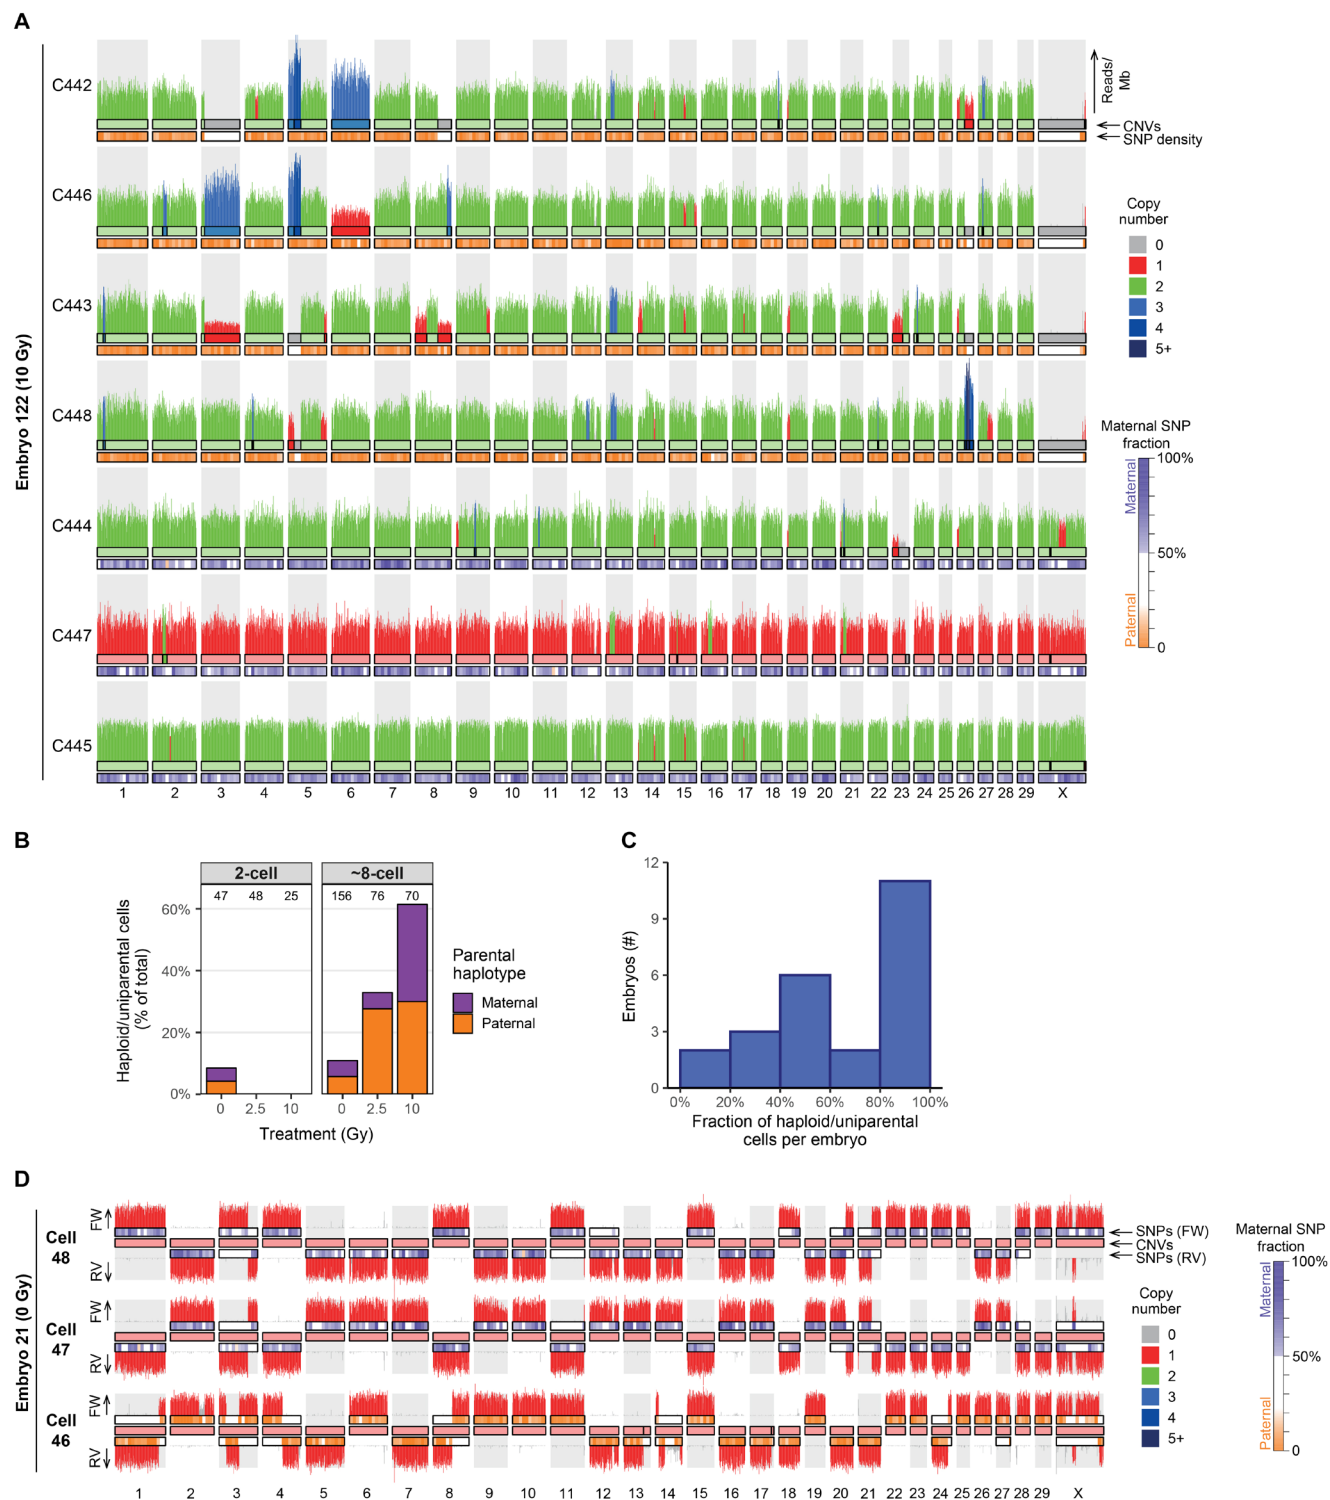 A
Embryo 122 (10 Gy)
C442
C446
C443
C448
C444
C447
C445
Reads/
Mb
CNVs
SNP density
Copy
number
0
1
2
3
4
5+
Maternal SNP
fraction
Maternal
Paternal
100%
50%
0
1 2 3 4 5 6 7 8 9 10 11 12 13 14 15 16 17 18 19 20 21 22 23 24 25 26 27 28 29 X
B
2-cell
~8-cell
47 48 25
156 76 70
Haploid/uniparental cells
(% of total)
60%
40%
20%
0%
0 2.5 10
0 2.5 10
Treatment (Gy)
Parental
haplotype
Maternal
Paternal
C
Embryos (#)
12
9
6
3
0
0% 20% 40% 60% 80% 100%
Fraction of haploid/uniparental
cells per embryo
D
Embryo 21 (0 Gy)
Cell
48
FW
RV
Cell
47
FW
RV
Cell
46
FW
RV
SNPs (FW)
CNVs
SNPs (RV)
Copy
number
0
1
2
3
4
5+
Maternal SNP
fraction
Maternal
Paternal
100%
50%
0
1 2 3 4 5 6 7 8 9 10 11 12 13 14 15 16 17 18 19 20 21 22 23 24 25 26 27 28 29 X